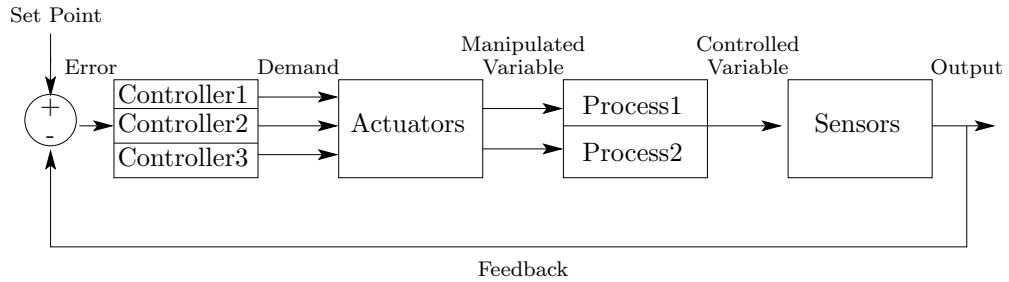 Set Point
Error
+
-
Controller1
Controller2
Controller3
Demand
Actuators
Manipulated
Variable
Process1
Process2
Controlled
Variable
Sensors
Output
Feedback